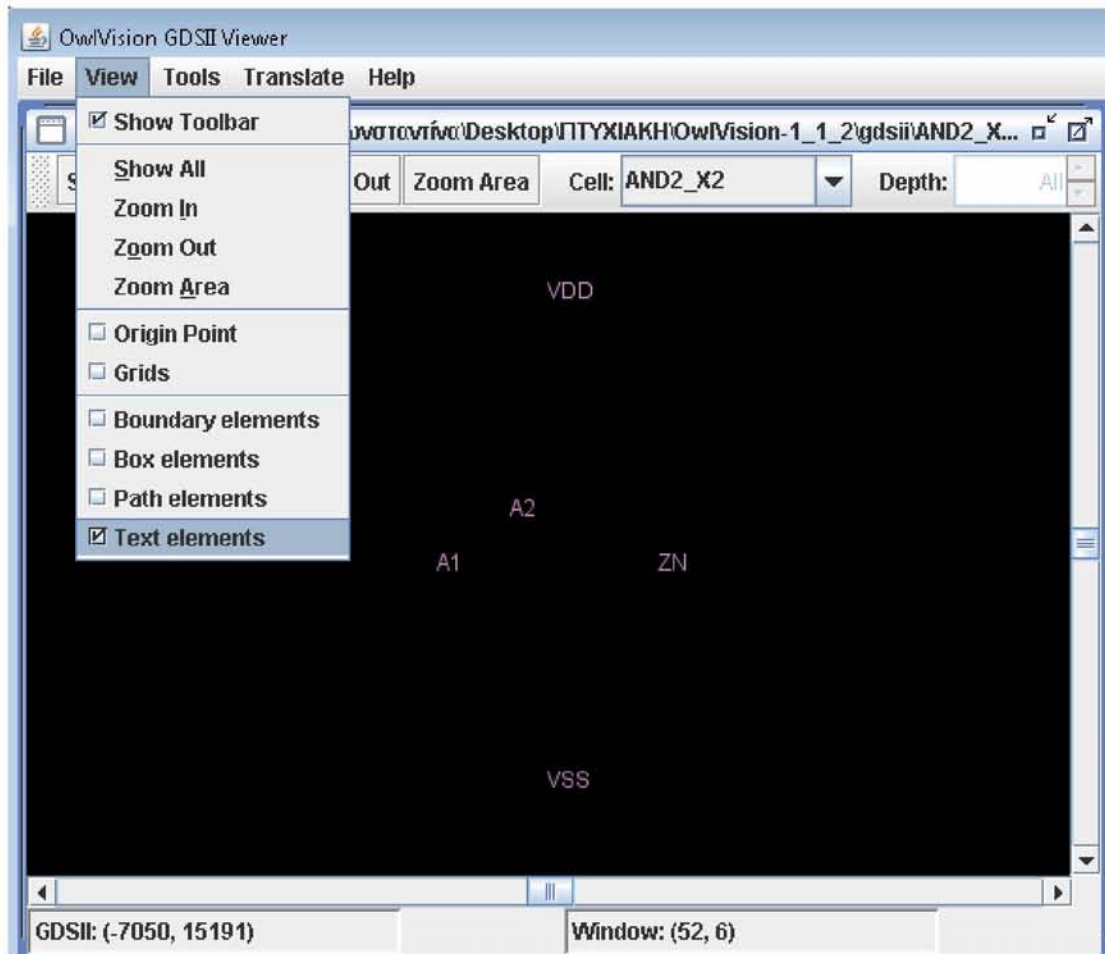 OwlVision GDSII Viewer
File View Tools Translate Help
Show Toolbar
ωνσταντίνα\Desktop\ΠΤΥΧΙΑΚΗ\OwlVision-1_1_2\gdsii\AND2_X...
S Out Zoom Area Cell: AND2_X2 Depth: All
Show All
Zoom In
Zoom Out
Zoom Area
Origin Point
Grids
Boundary elements
Box elements
Path elements
Text elements
VDD
A2
A1 ZN
VSS
GDSII: (-7050, 15191) Window: (52, 6)